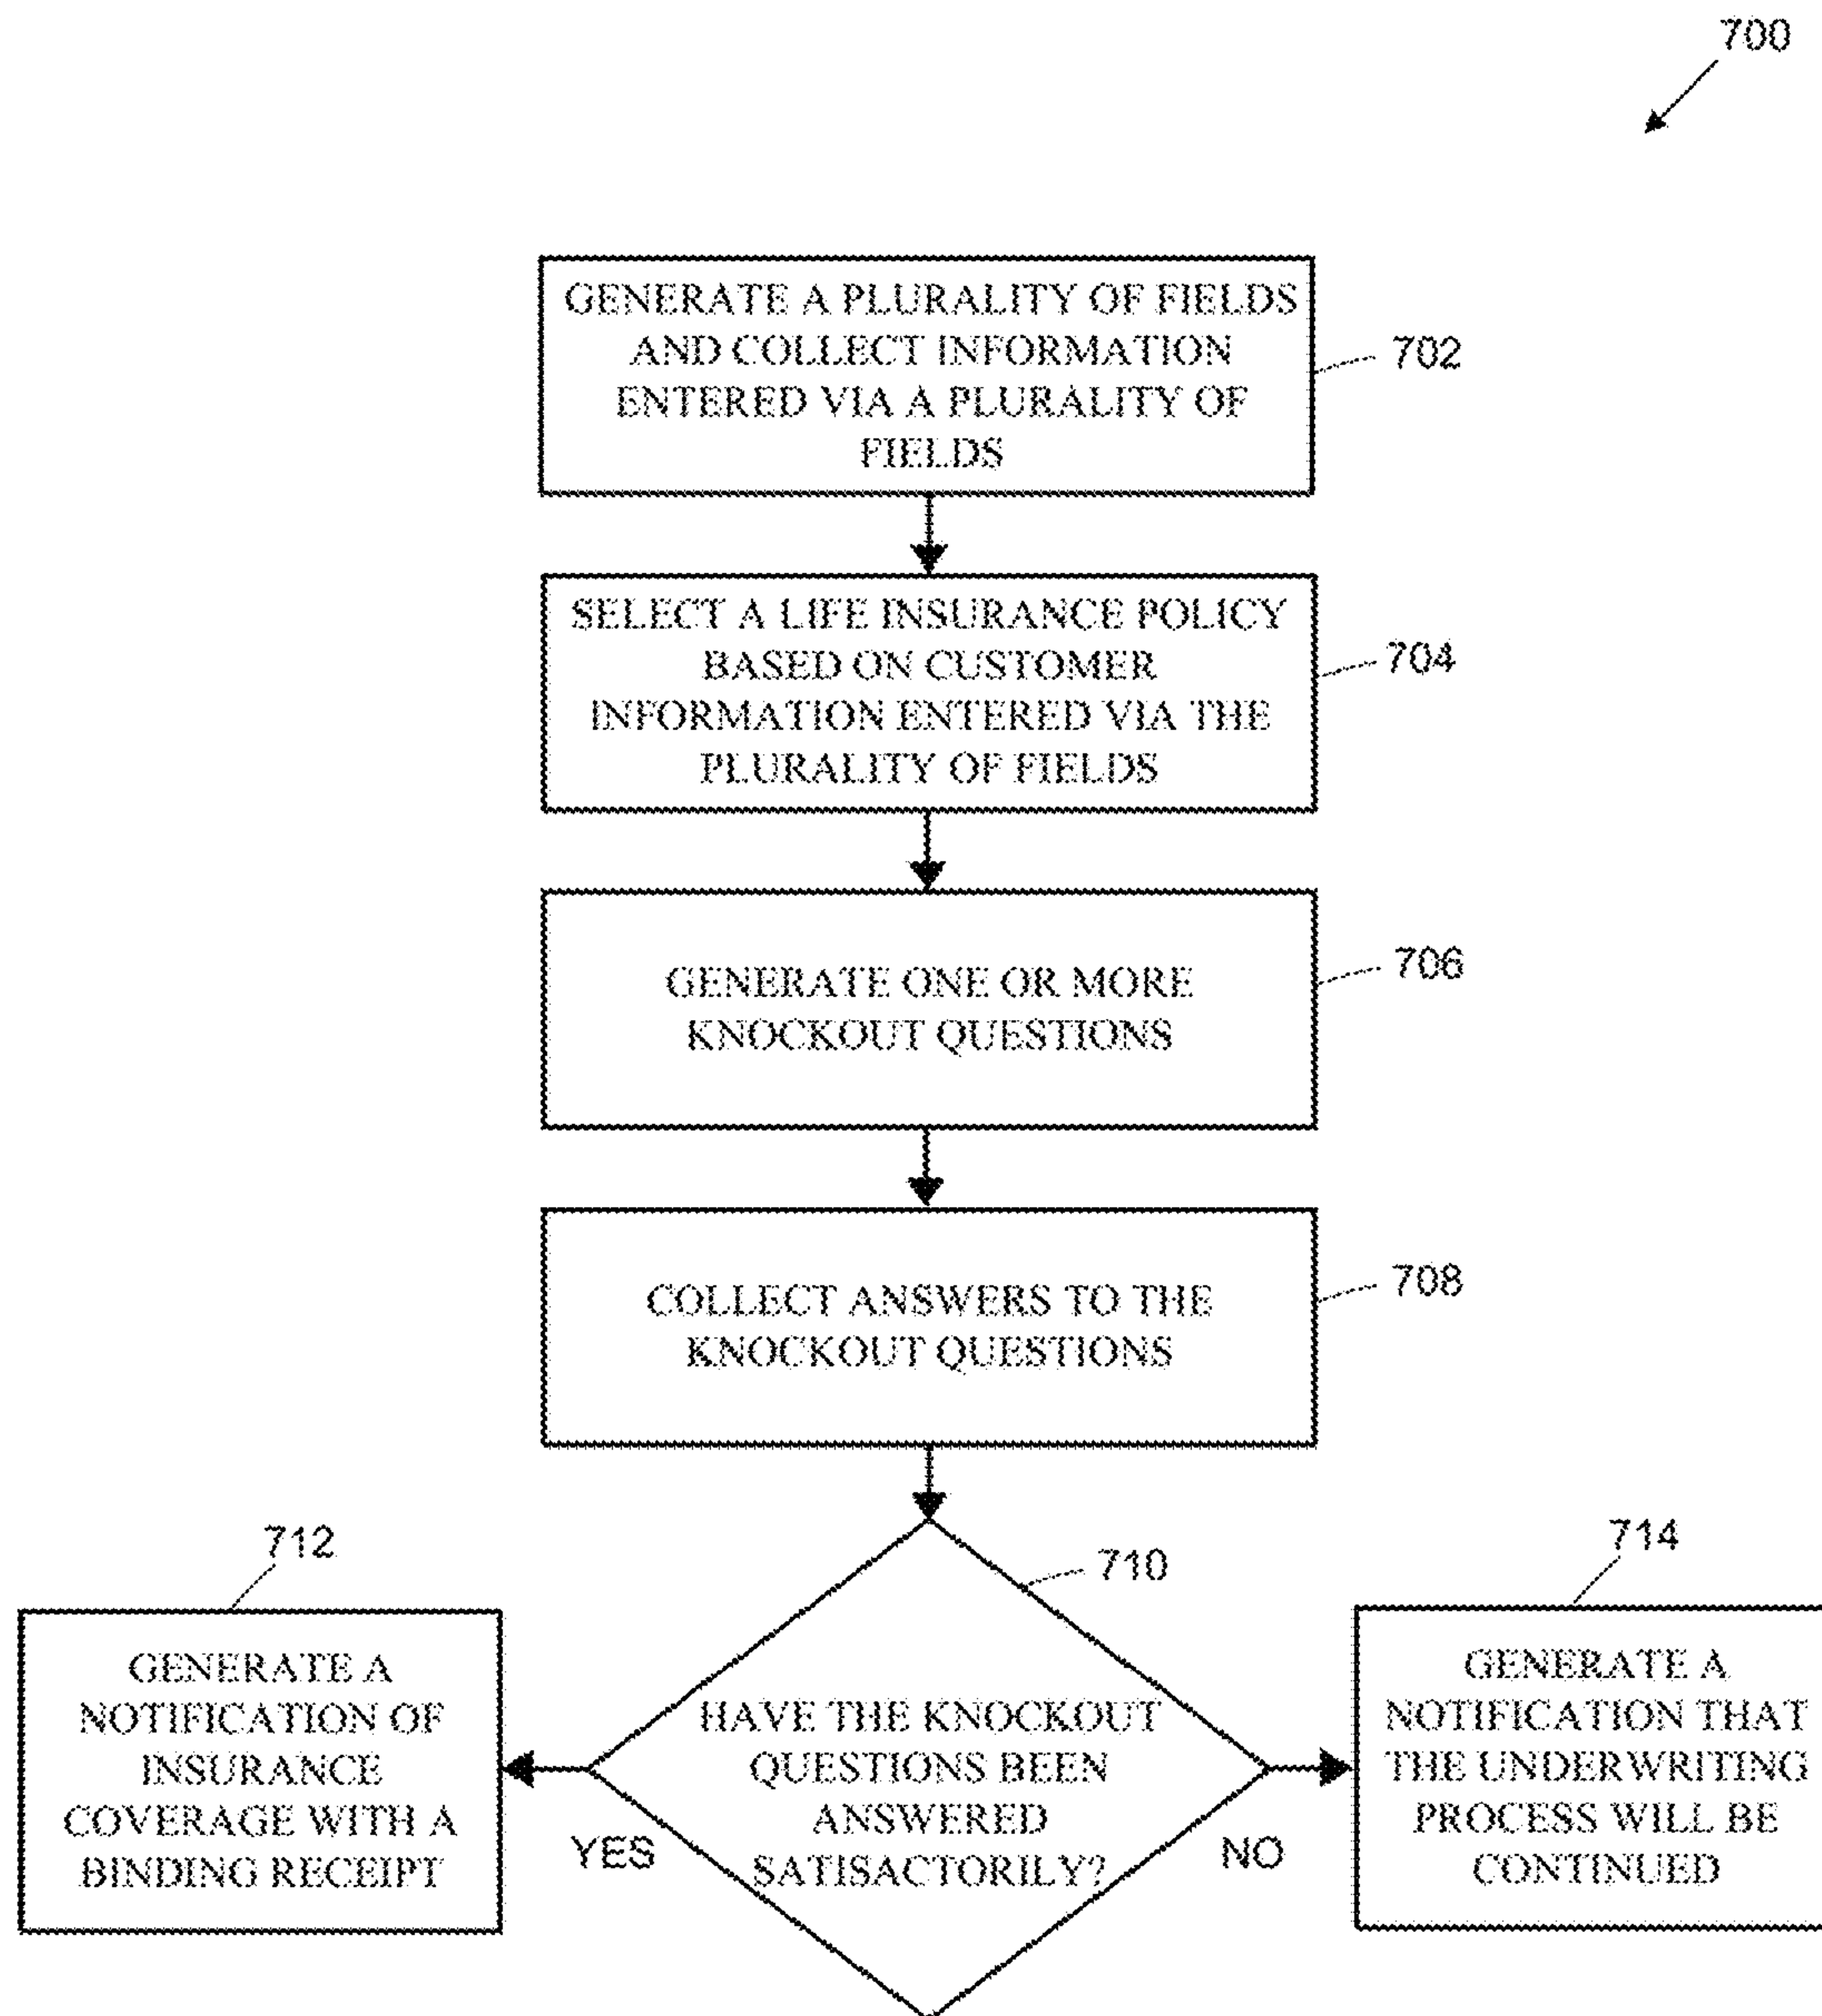 700
GENERATE A PLURALITY OF FIELDS
AND COLLECT INFORMATION
ENTERED VIA A PLURALITY OF
FIELDS
702
SELECT A LIFE INSURANCE POLICY
BASED ON CUSTOMER
INFORMATION ENTERED VIA THE
PLURALITY OF FIELDS
704
GENERATE ONE OR MORE
KNOCKOUT QUESTIONS
706
COLLECT ANSWERS TO THE
KNOCKOUT QUESTIONS
708
710
HAVE THE KNOCKOUT
QUESTIONS BEEN
ANSWERED
SATISACTORILY?
YES
NO
712
GENERATE A
NOTIFICATION OF
INSURANCE
COVERAGE WITH A
BINDING RECEIPT
714
GENERATE A
NOTIFICATION THAT
THE UNDERWRITING
PROCESS WILL BE
CONTINUED